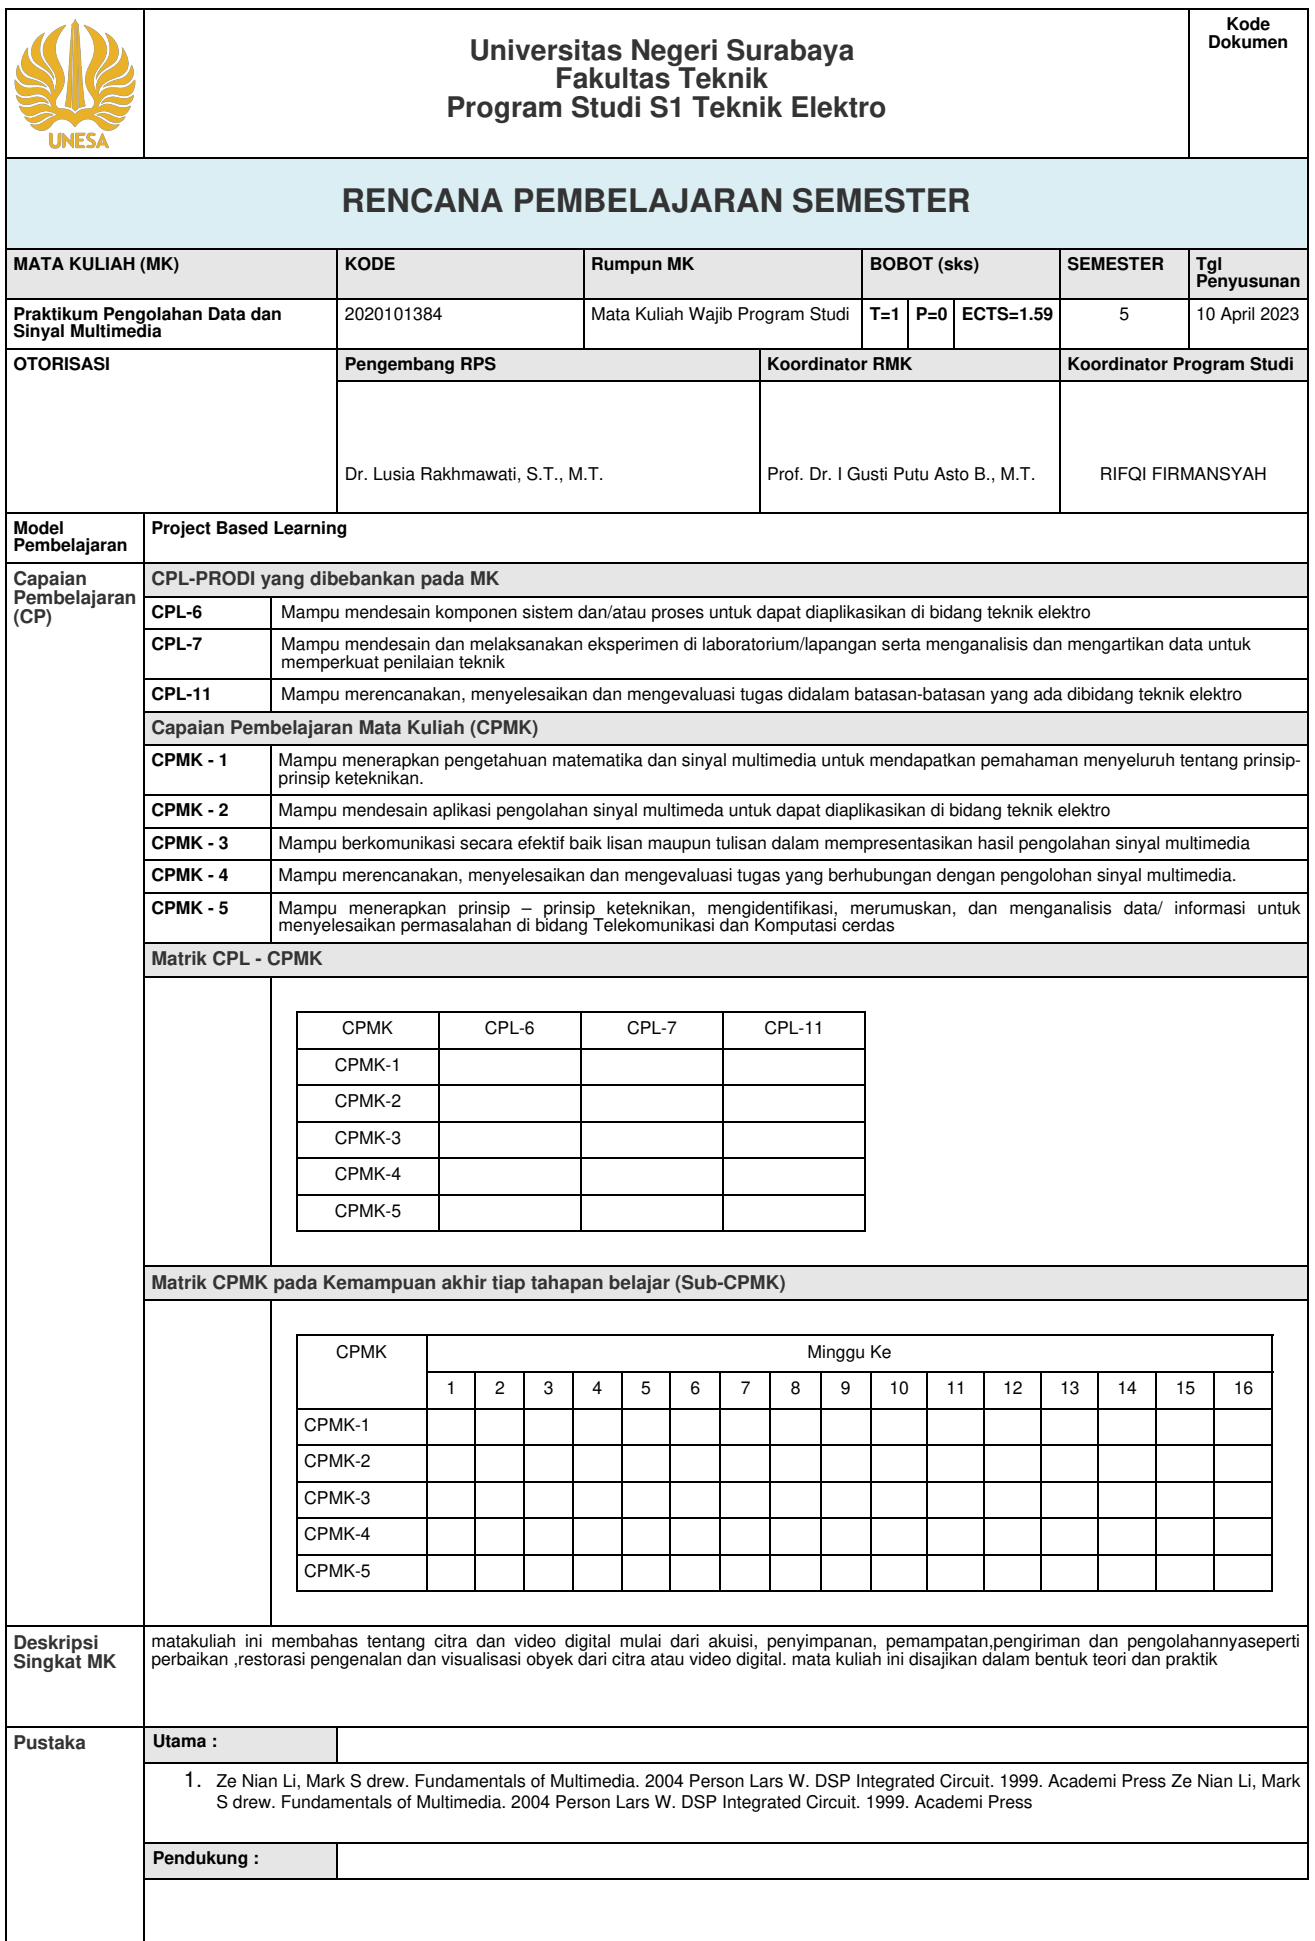 UNESA
Universitas Negeri Surabaya
Fakultas Teknik
Program Studi S1 Teknik Elektro
Kode
Dokumen
RENCANA PEMBELAJARAN SEMESTER
MATA KULIAH (MK) KODE Rumpun MK BOBOT (sks) SEMESTER Tgl
Penyusunan
Praktikum Pengolahan Data dan
Sinyal Multimedia
2020101384 Mata Kuliah Wajib Program Studi T=1 P=0 ECTS=1.59 5 10 April 2023
OTORISASI Pengembang RPS Koordinator RMK Koordinator Program Studi
Dr. Lusia Rakhmawati, S.T., M.T. Prof. Dr. I Gusti Putu Asto B., M.T. RIFQI FIRMANSYAH
Model
Pembelajaran
Project Based Learning
Capaian
Pembelajaran
(CP)
CPL-PRODI yang dibebankan pada MK
CPL-6 Mampu mendesain komponen sistem dan/atau proses untuk dapat diaplikasikan di bidang teknik elektro
CPL-7 Mampu mendesain dan melaksanakan eksperimen di laboratorium/lapangan serta menganalisis dan mengartikan data untuk
memperkuat penilaian teknik
CPL-11 Mampu merencanakan, menyelesaikan dan mengevaluasi tugas didalam batasan-batasan yang ada dibidang teknik elektro
Capaian Pembelajaran Mata Kuliah (CPMK)
CPMK - 1 Mampu menerapkan pengetahuan matematika dan sinyal multimedia untuk mendapatkan pemahaman menyeluruh tentang prinsip-
prinsip keteknikan.
CPMK - 2 Mampu mendesain aplikasi pengolahan sinyal multimeda untuk dapat diaplikasikan di bidang teknik elektro
CPMK - 3 Mampu berkomunikasi secara efektif baik lisan maupun tulisan dalam mempresentasikan hasil pengolahan sinyal multimedia
CPMK - 4 Mampu merencanakan, menyelesaikan dan mengevaluasi tugas yang berhubungan dengan pengolohan sinyal multimedia.
CPMK - 5 Mampu menerapkan prinsip – prinsip keteknikan, mengidentifikasi, merumuskan, dan menganalisis data/ informasi untuk
menyelesaikan permasalahan di bidang Telekomunikasi dan Komputasi cerdas
Matrik CPL - CPMK
CPMK CPL-6 CPL-7 CPL-11
CPMK-1
CPMK-2
CPMK-3
CPMK-4
CPMK-5
Matrik CPMK pada Kemampuan akhir tiap tahapan belajar (Sub-CPMK)
CPMK Minggu Ke
1 2 3 4 5 6 7 8 9 10 11 12 13 14 15 16
CPMK-1
CPMK-2
CPMK-3
CPMK-4
CPMK-5
Deskripsi
Singkat MK
matakuliah ini membahas tentang citra dan video digital mulai dari akuisi, penyimpanan, pemampatan,pengiriman dan pengolahannyaseperti
perbaikan ,restorasi pengenalan dan visualisasi obyek dari citra atau video digital. mata kuliah ini disajikan dalam bentuk teori dan praktik
Pustaka Utama :
1. Ze Nian Li, Mark S drew. Fundamentals of Multimedia. 2004 Person Lars W. DSP Integrated Circuit. 1999. Academi Press Ze Nian Li, Mark
S drew. Fundamentals of Multimedia. 2004 Person Lars W. DSP Integrated Circuit. 1999. Academi Press
Pendukung :